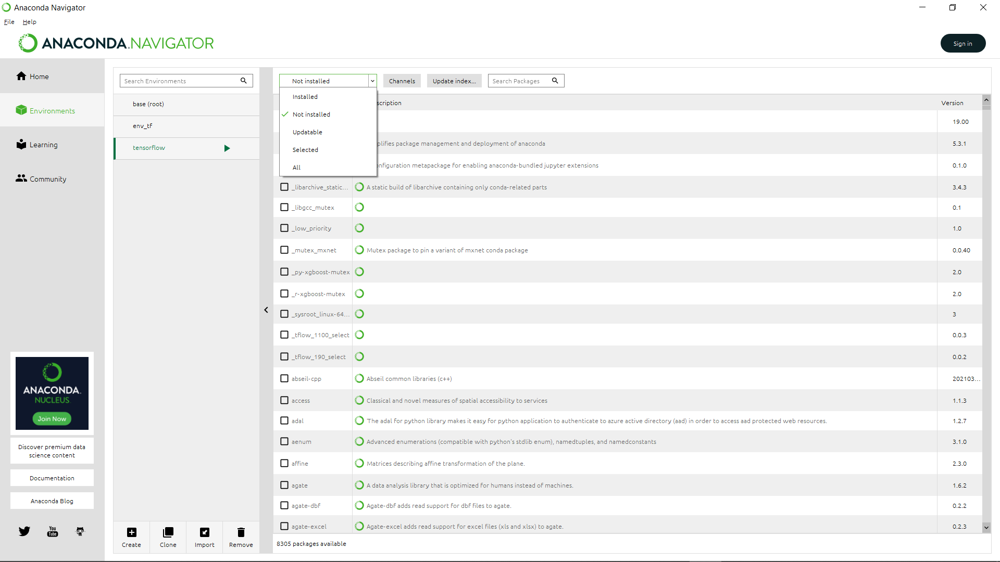 Anaconda Navigator
File Help
ANACONDA.NAVIGATOR
Sign in
Home
Environments
Learning
Community
ANACONDA.
NUCLEUS
Join Now
Discover premium data
science content
Documentation
Anaconda Blog
You
Tube
Search Environments
base (root)
env_tf
tensorflow
Create
Clone
Import
Remove
Not installed
Channels
Update index...
Search Packages
Installed
Not installed
Updatable
Selected
All
scription Version
19.00
plifies package management and deployment of anaconda 5.3.1
onfiguration metapackage for enabling anaconda-bundled jupyter extensions 0.1.0
_libarchive_static... A static build of libarchive containing only conda-related parts 3.4.3
_libgcc_mutex 0.1
_low_priority 1.0
_mutex_mxnet Mutex package to pin a variant of mxnet conda package 0.0.40
_py-xgboost-mutex 2.0
_r-xgboost-mutex 2.0
_sysroot_linux-64... 3
_tflow_1100_select 0.0.3
_tflow_190_select 0.0.2
abseil-cpp Abseil common libraries (c++) 202103...
access Classical and novel measures of spatial accessibility to services 1.1.3
adal The adal for python library makes it easy for python application to authenticate to azure active directory (aad) in order to access aad protected web resources. 1.2.7
aenum Advanced enumerations (compatible with python's stdlib enum), namedtuples, and namedconstants 3.1.0
affine Matrices describing affine transformation of the plane. 2.3.0
agate A data analysis library that is optimized for humans instead of machines. 1.6.2
agate-dbf Agate-dbf adds read support for dbf files to agate. 0.2.2
agate-excel Agate-excel adds read support for excel files (xls and xlsx) to agate. 0.2.3
8305 packages available